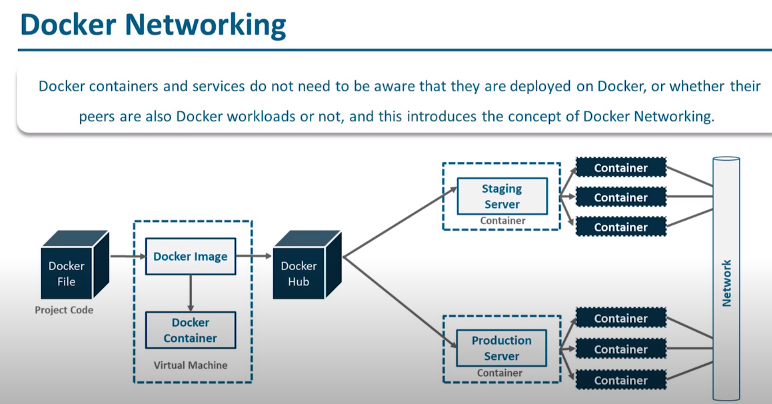 Docker Networking
Docker containers and services do not need to be aware that they are deployed on Docker, or whether their
peers are also Docker workloads or not, and this introduces the concept of Docker Networking.
Docker
File
Project Code
Docker Image
Docker
Container
Virtual Machine
Docker
Hub
Staging
Server
Container
Container
Container
Container
Production
Server
Container
Container
Container
Container
Network